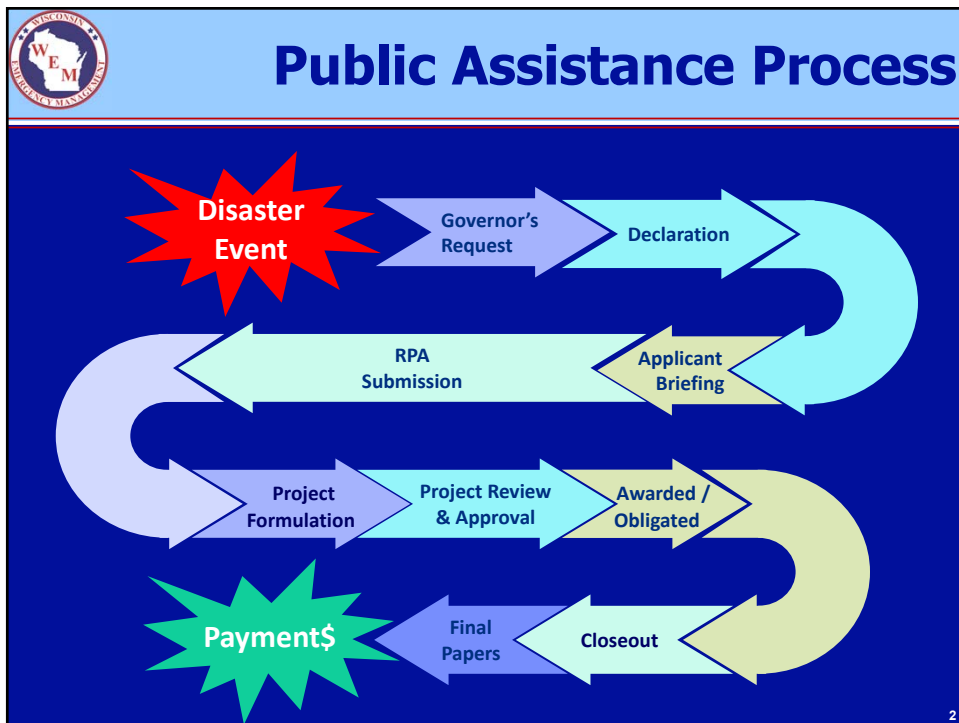 WISCONSIN
WEM
EMERGENCY MANAGEMENT
Public Assistance Process
Disaster
Event
Governor's
Request
Declaration
Applicant
Briefing
RPA
Submission
Project
Formulation
Project Review
& Approval
Awarded /
Obligated
Closeout
Final
Papers
Payment$
2